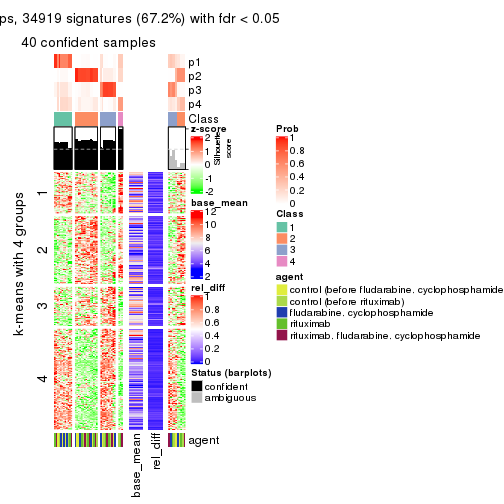 ps, 34919 signatures (67.2%) with fdr < 0.05
40 confident samples
p1
p2
p3
p4
Class
Silhouette
score
k-means with 4 groups
1
2
3
4
agent
base_mean
rel_diff
z-score
2
1
0
-1
-2
base_mean
12
10
8
6
4
2
rel_diff
1
0.8
0.6
0.4
0.2
0
Status (barplots)
confident
ambiguous
Prob
1
0.8
0.6
0.4
0.2
0
Class
1
2
3
4
agent
control (before fludarabine, cyclophosphamide
control (before rituximab)
fludarabine, cyclophosphamide
rituximab
rituximab, fludarabine, cyclophosphamide